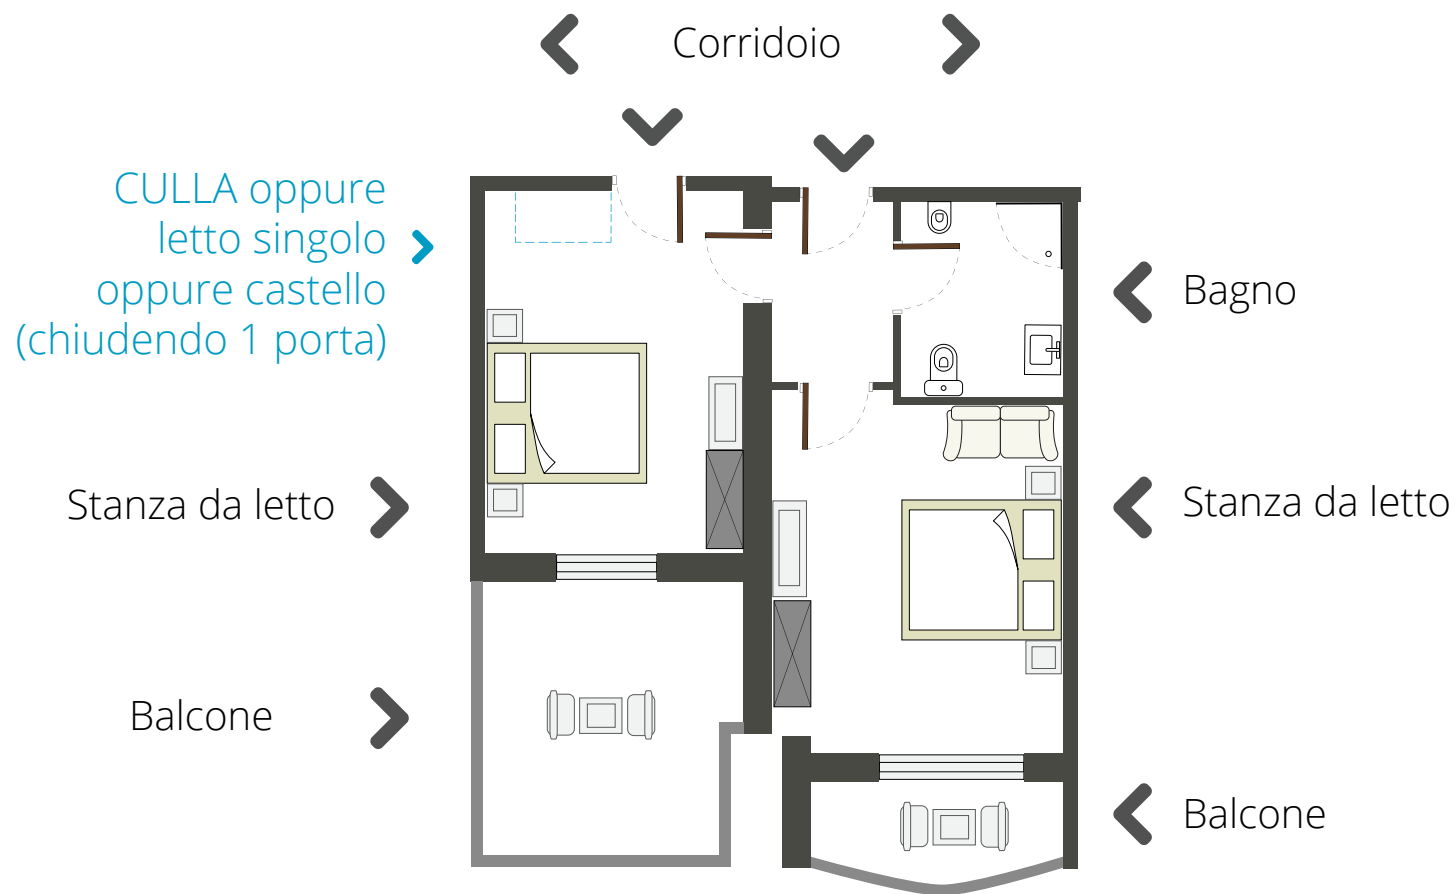 Corridoio
CULLA oppure
letto singolo
oppure castello
(chiudendo 1 porta)
Bagno
Stanza da letto
Stanza da letto
Balcone
Balcone